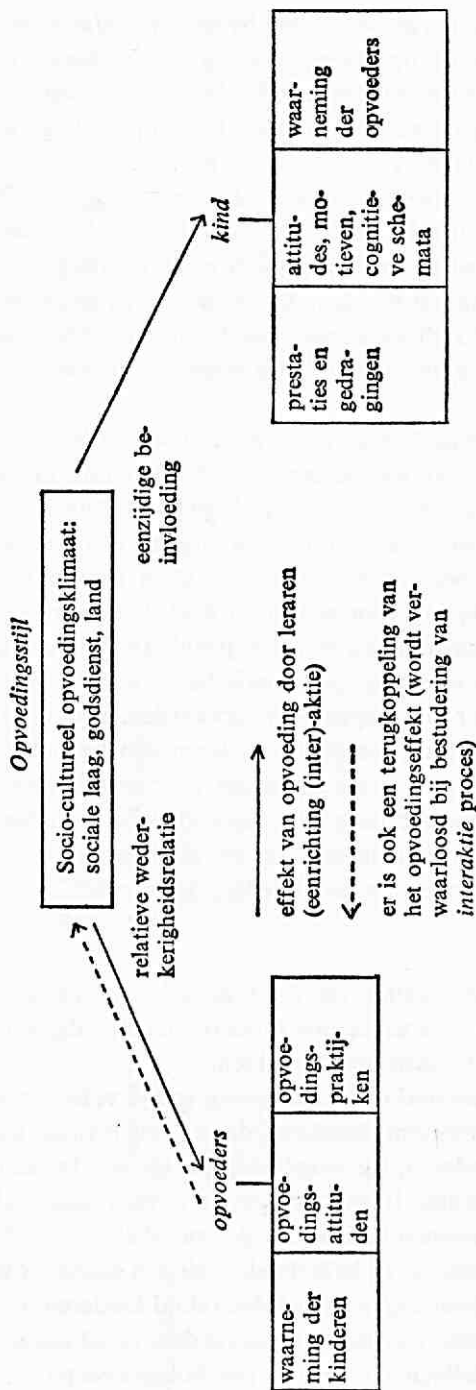 Opvoedingsstijl
Socio-cultureel opvoedingsklimaat:
sociale laag, godsdienst, land
relatieve weder-
kerigheidsrelatie
eenzijdige be-
invloeding
opvoeders
waarne-
ming der
kinderen
opvoe-
dings-
attitu-
den
opvoe-
dings-
praktij-
ken
effekt van opvoeding door leraren
(eenrichting (inter)-aktie)
er is ook een terugkoppeling van
het opvoedingseffekt (wordt ver-
waarloosd bij bestudering van
interaktie proces)
kind
presta-
ties en
gedra-
gingen
attitu-
des, mo-
tieven,
cognitie-
ve sche-
mata
waar-
neming
der
opvoeders